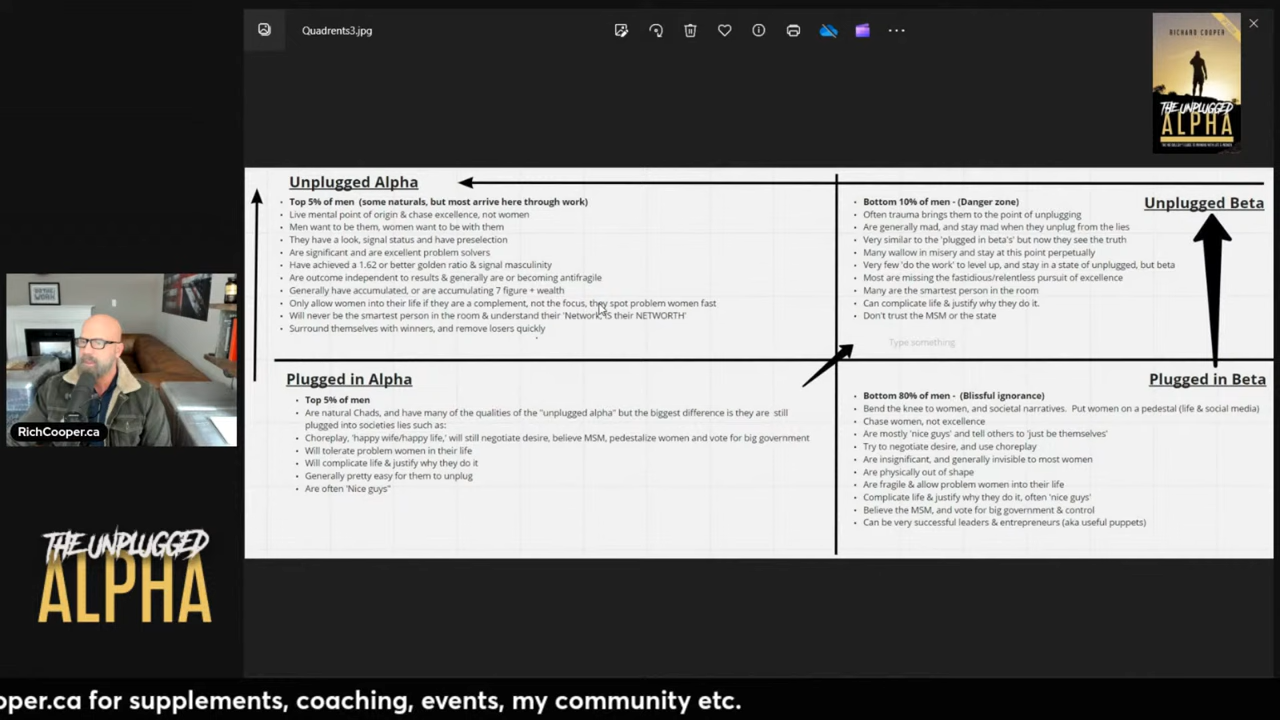 Quadrents3.jpg
RICHARD COOPER
THE UNPLUGGED
ALPHA
Unplugged Alpha
Top 5% of men (some naturals, but most arrive here through work)
Live mental point of origin & chase excellence, not women
Men want to be them, women want to be with them
They have a look, signal status and have preselection
Are significant and are excellent problem solvers
Have achieved a 1.62 or better golden ratio & signal masculinity
Are outcome independent to results & generally are or becoming antifragile
Generally have accumulated, or are accumulating 7 figure + wealth
Only allow women into their life if they are a complement, not the focus, they spot problem women fast
Will never be the smartest person in the room & understand their 'Network, is their NETWORTH'
Surround themselves with winners, and remove losers quickly
Unplugged Beta
Bottom 10% of men - (Danger zone)
Often trauma brings them to the point of unplugging
Are generally mad, and stay mad when they unplug from the lies
Very similar to the 'plugged in beta's' but now they see the truth
Many wallow in misery and stay at this point perpetually
Very few 'do the work' to level up, and stay in a state of unplugged, but beta
Most are missing the fastidious/relentless pursuit of excellence
Many are the smartest person in the room
Can complicate life & justify why they do it.
Don't trust the MSM or the state
Type something
Plugged in Alpha
Top 5% of men
Are natural Chads, and have many of the qualities of the "unplugged alpha" but the biggest difference is they are still
plugged into societies lies such as:
Choreplay, 'happy wife/happy life,' will still negotiate desire, believe MSM, pedestalize women and vote for big government
Will tolerate problem women in their life
Will complicate life & justify why they do it
Generally pretty easy for them to unplug
Are often 'Nice guys"
Plugged in Beta
Bottom 80% of men - (Blissful ignorance)
Bend the knee to women, and societal narratives. Put women on a pedestal (life & social media)
Chase women, not excellence
Are mostly 'nice guys' and tell others to 'just be themselves'
Try to negotiate desire, and use choreplay
Are insignificant, and generally invisible to most women
Are physically out of shape
Are fragile & allow problem women into their life
Complicate life & justify why they do it, often 'nice guys'
Believe the MSM, and vote for big government & control
Can be very successful leaders & entrepreneurs (aka useful puppets)
RichCooper.ca
THE UNPLUGGED
ALPHA
oper.ca for supplements, coaching, events, my community etc.